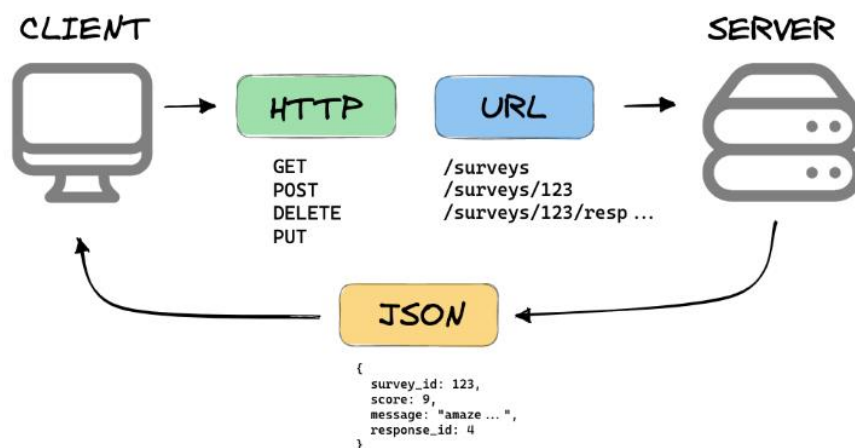 CLIENT
SERVER
HTTP
URL
GET
POST
DELETE
PUT
/surveys
/surveys/123
/surveys/123/resp ...
JSON
{
survey_id: 123,
score: 9,
message: "amaze ... ",
response_id: 4
}